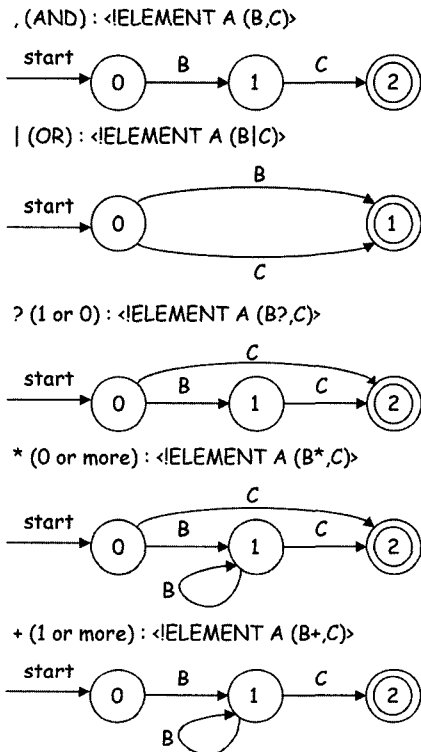 , (AND) : <!ELEMENT A (B,C)>
start
B
C
0
1
2
| (OR) : <!ELEMENT A (B|C)>
B
start
0
1
C
? (1 or 0) : <!ELEMENT A (B?,C)>
C
start
B
C
0
1
2
* (0 or more) : <!ELEMENT A (B*,C)>
C
start
B
C
0
1
2
B
+ (1 or more) : <!ELEMENT A (B+,C)>
start
B
C
0
1
2
B